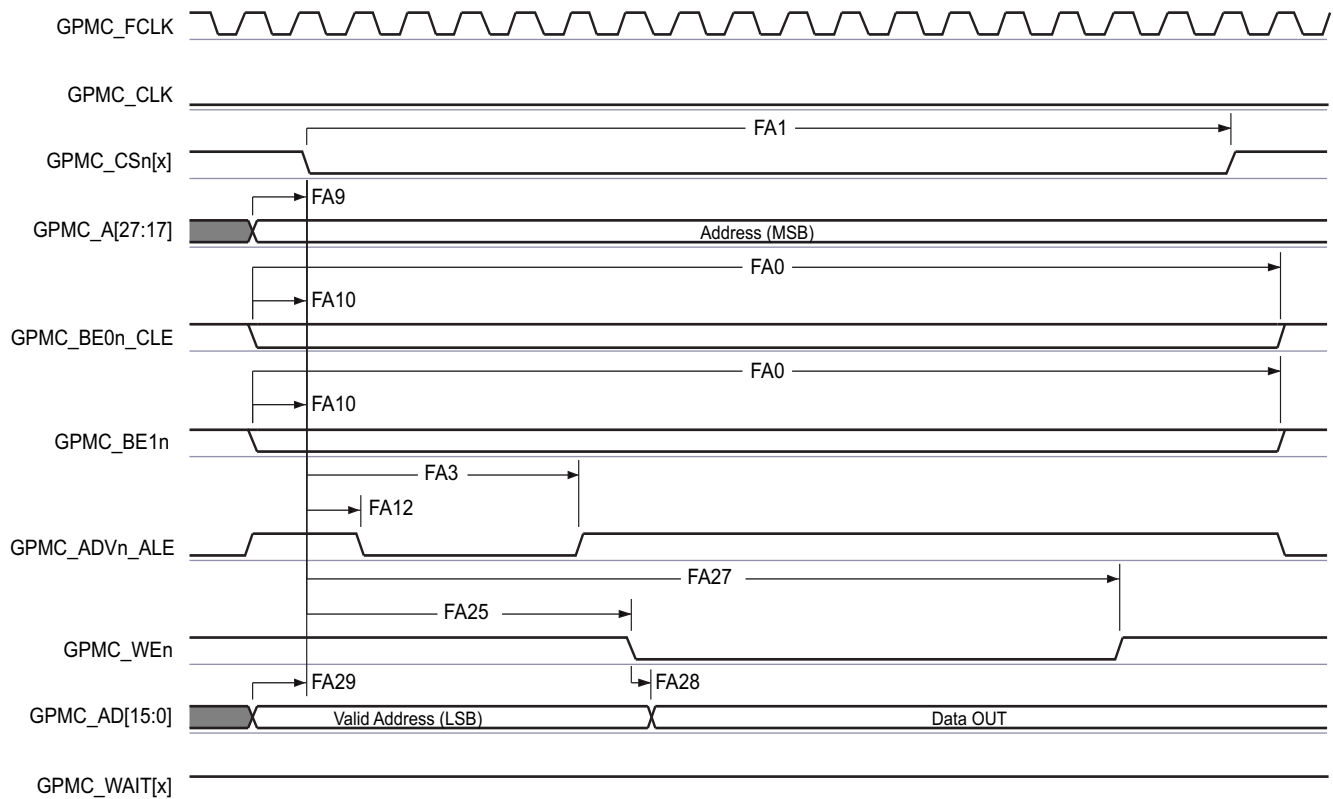 GPMC_FCLK
GPMC_CLK
FA1
GPMC_CSn[x]
FA9
GPMC_A[27:17]
Address (MSB)
FA0
FA10
GPMC_BE0n_CLE
FA0
FA10
GPMC_BE1n
FA3
FA12
GPMC_ADVn_ALE
FA27
FA25
GPMC_WEn
FA29
FA28
GPMC_AD[15:0]
Valid Address (LSB)
Data OUT
GPMC_WAIT[x]